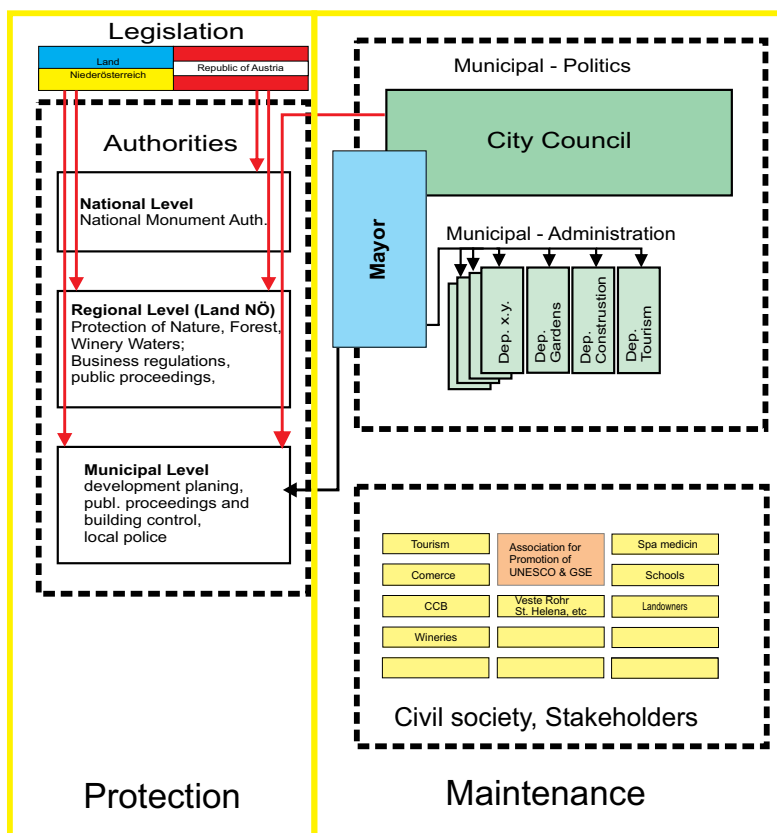 Legislation
Land
Niederösterreich
Republic of Austria
Authorities
National Level
National Monument Auth.
Regional Level (Land NÖ)
Protection of Nature, Forest,
Winery Waters;
Business regulations,
public proceedings,
Municipal Level
development planing,
publ. proceedings and
building control,
local police
Protection
Municipal - Politics
City Council
Mayor
Municipal - Administration
Dep. x.y.
Dep.
Gardens
Dep.
Construstion
Dep.
Tourism
Tourism
Comerce
CCB
Wineries
Association for
Promotion of
UNESCO & GSE
Veste Rohr
St. Helena, etc
Spa medicin
Schools
Landowners
Civil society, Stakeholders
Maintenance